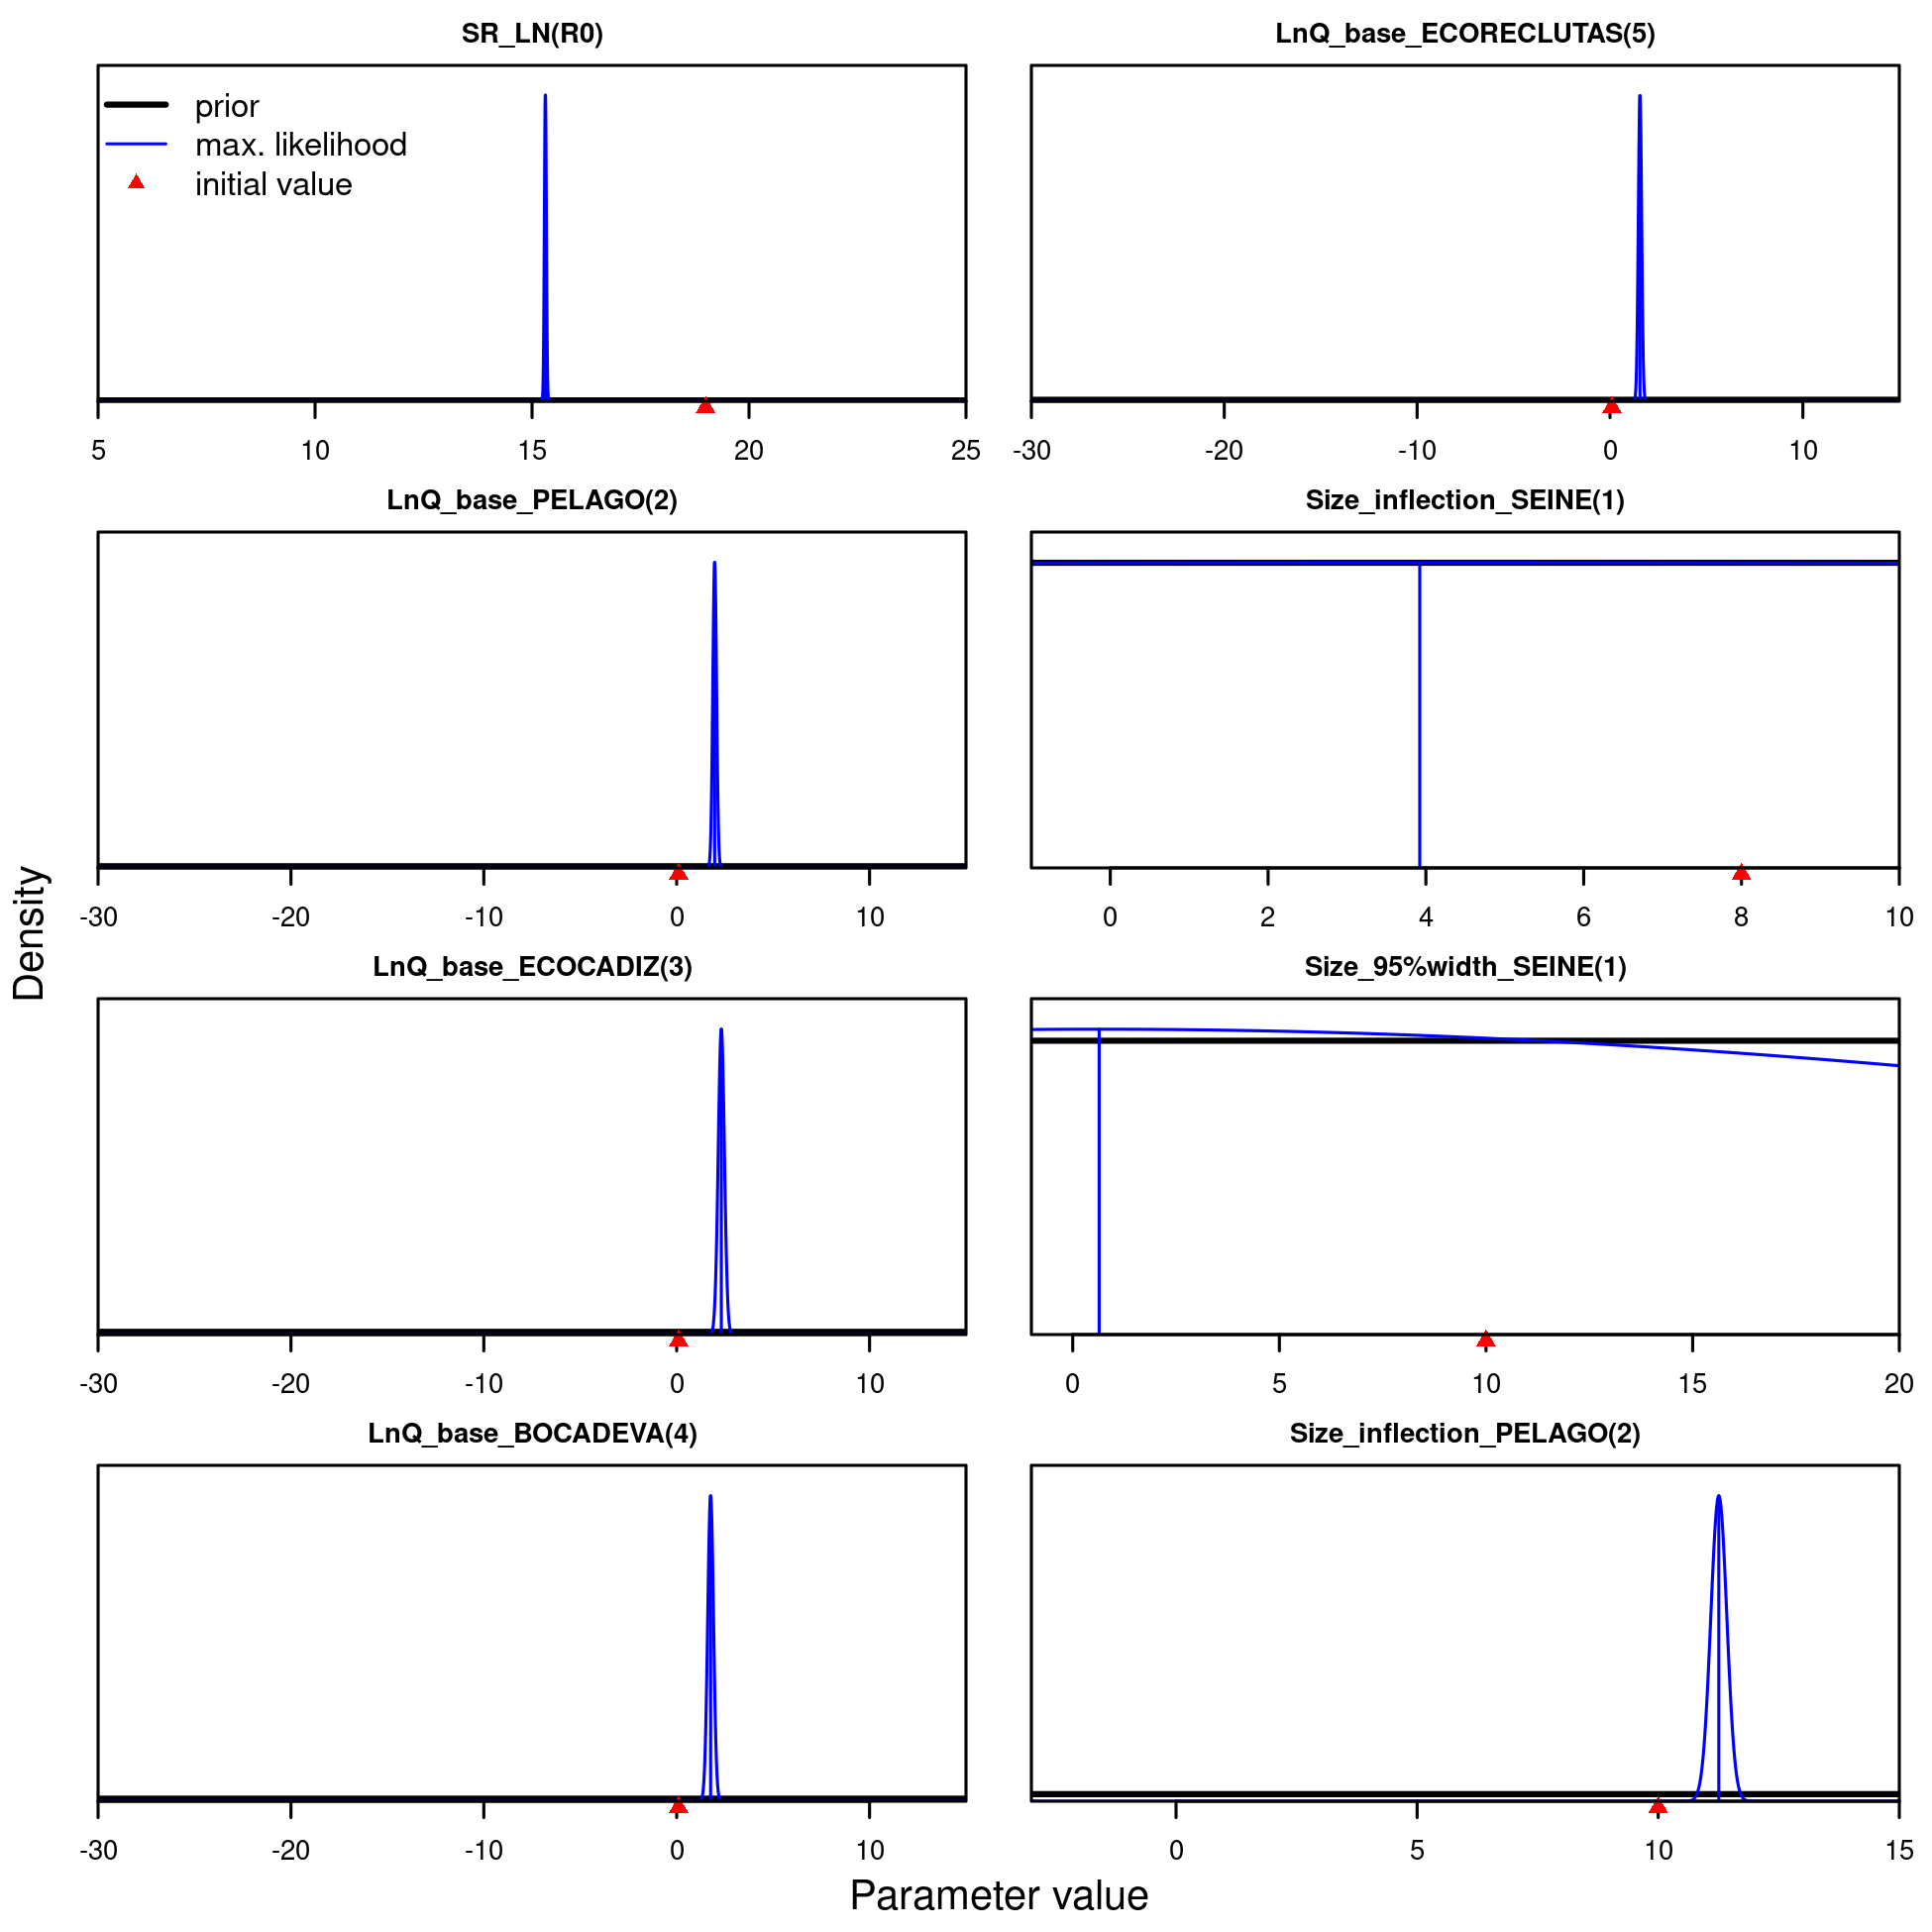 SR_LN(R0)
prior
max. likelihood
initial value
5 10 15 20 25
LnQ_base_ECORECLUTAS(5)
-30 -20 -10 0 10
LnQ_base_PELAGO(2)
-30 -20 -10 0 10
Size_inflection_SEINE(1)
0 2 4 6 8 10
LnQ_base_ECOCADIZ(3)
-30 -20 -10 0 10
Size_95%width_SEINE(1)
0 5 10 15 20
LnQ_base_BOCADEVA(4)
-30 -20 -10 0 10
Size_inflection_PELAGO(2)
0 5 10 15
Density
Parameter value